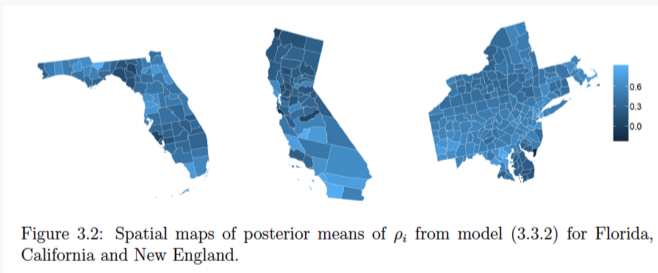 0.6
0.3
0.0
Figure 3.2: Spatial maps of posterior means of ρᵢ from model (3.3.2) for Florida,
California and New England.